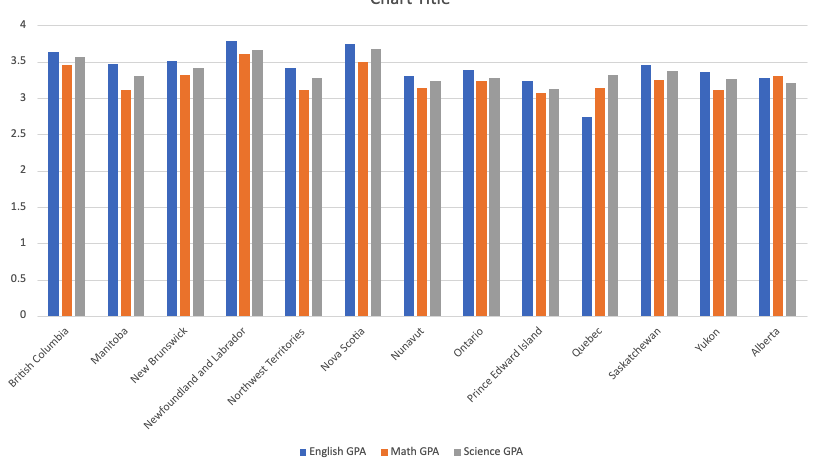 Chart Title
4
3.5
3
2.5
2
1.5
1
0.5
0
British Columbia
Manitoba
New Brunswick
Newfoundland and Labrador
Northwest Territories
Nova Scotia
Nunavut
Ontario
Prince Edward Island
Quebec
Saskatchewan
Yukon
Alberta
English GPA Math GPA Science GPA